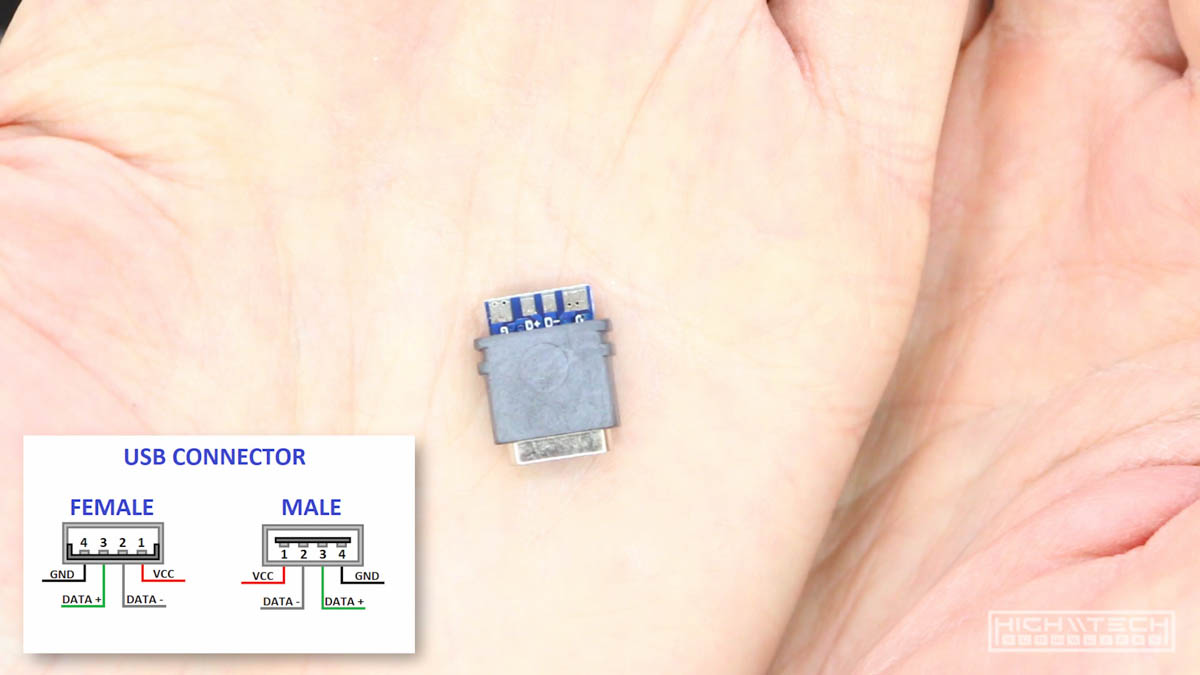 D+ D-
USB CONNECTOR
FEMALE
MALE
4 3 2 1
1 2 3 4
GND
VCC
VCC
GND
DATA +
DATA -
DATA -
DATA +